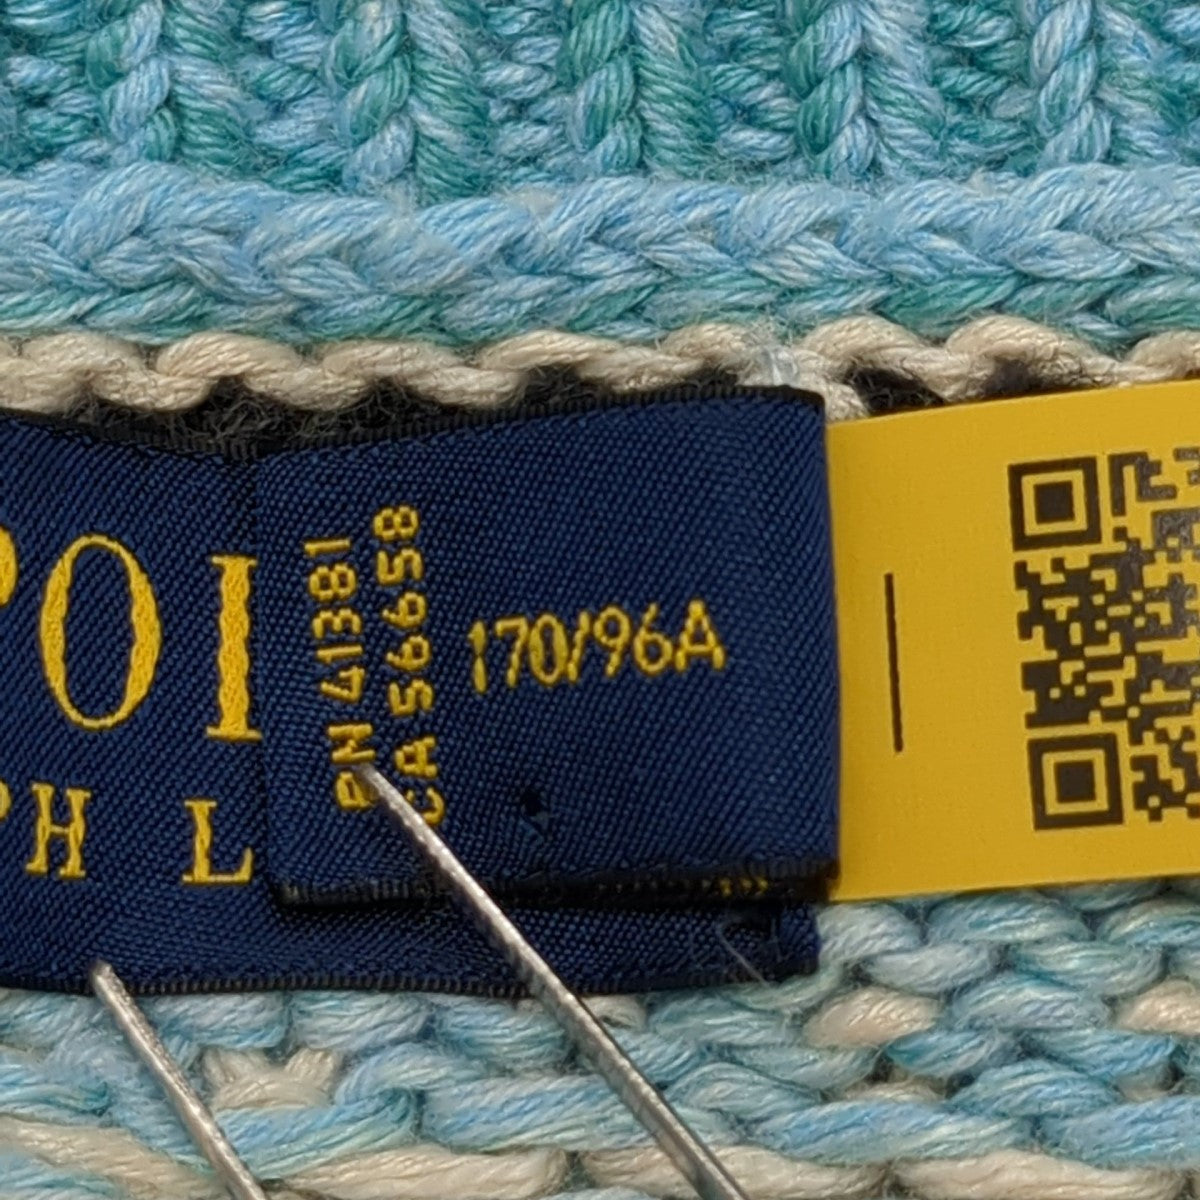 POL
PH L
RN 41381
CA 56658
170/96A